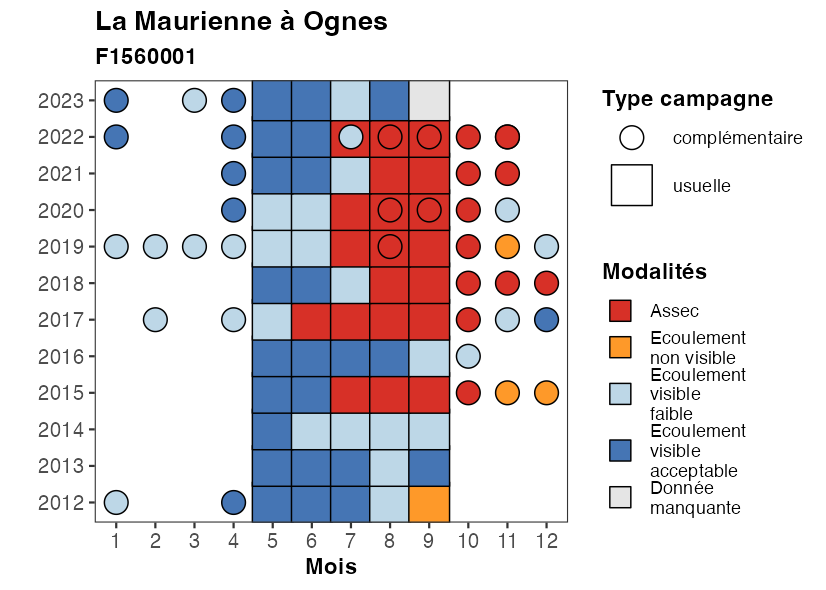 La Maurienne à Ognes
F1560001
2023
2022
2021
2020
2019
2018
2017
2016
2015
2014
2013
2012
1 2 3 4 5 6 7 8 9 10 11 12
Mois
Type campagne
complémentaire
usuelle
Modalités
Assec
Ecoulement
non visible
Ecoulement
visible
faible
Ecoulement
visible
acceptable
Donnée
manquante